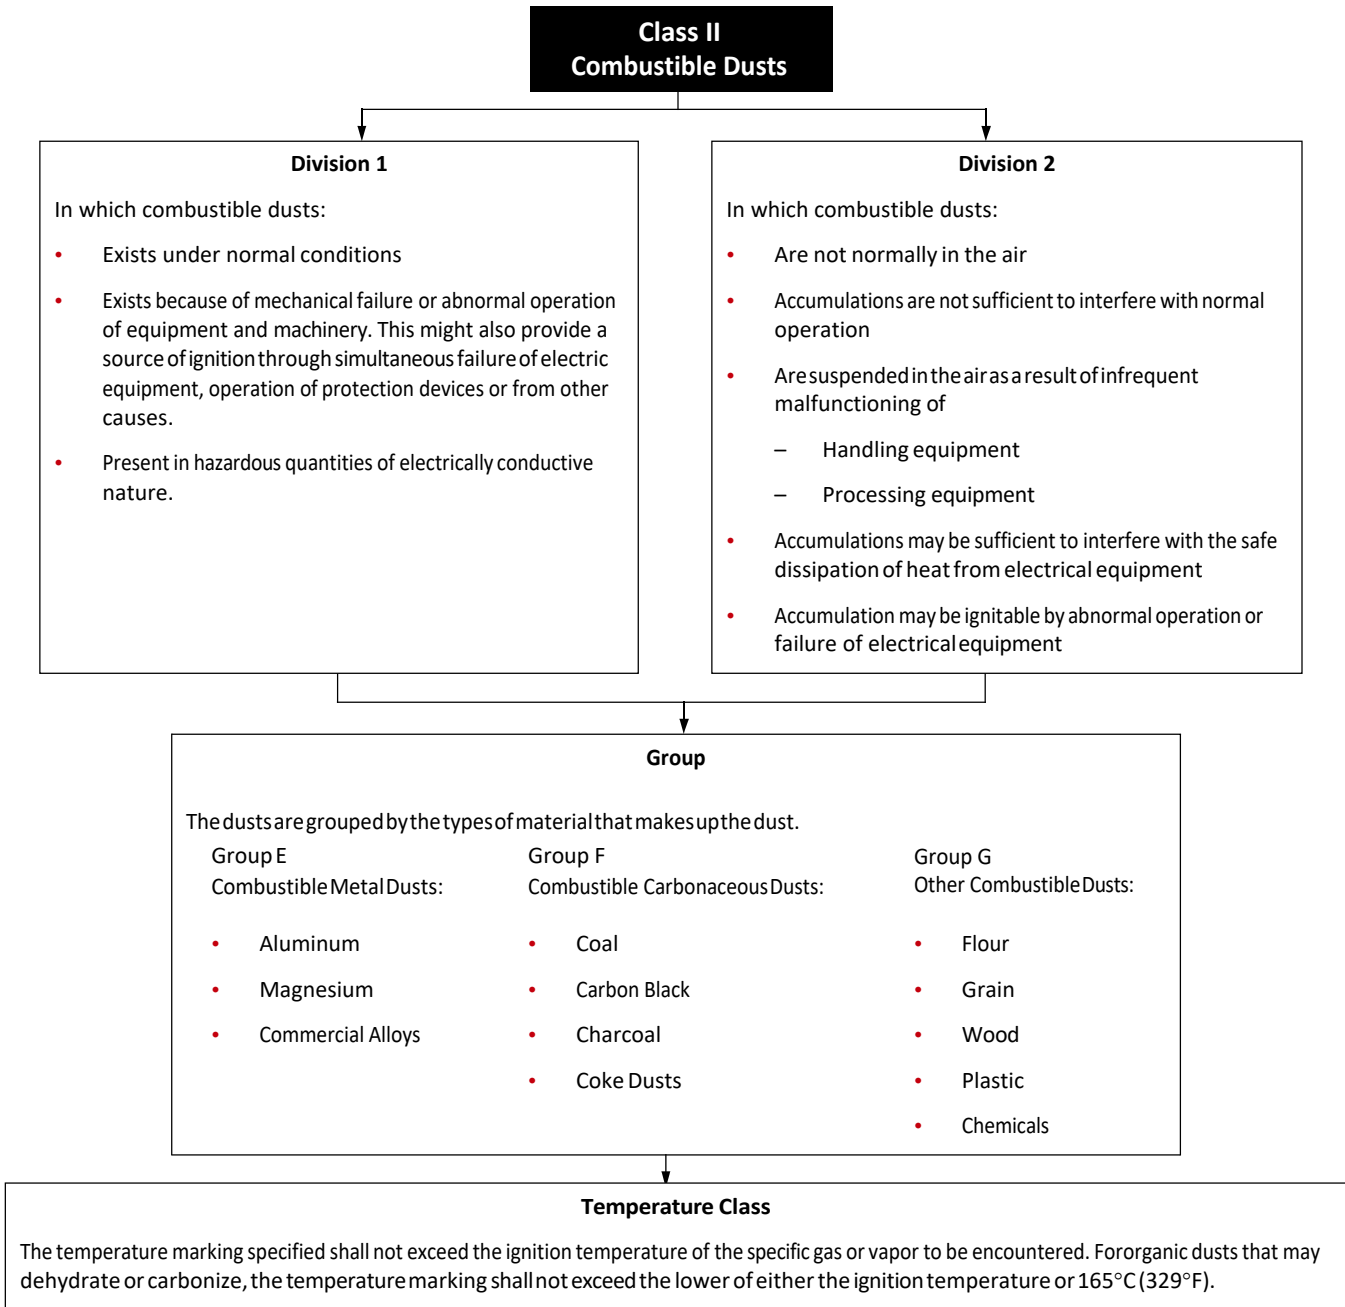 Class II
Combustible Dusts
Division 1
In which combustible dusts:
• Exists under normal conditions
• Exists because of mechanical failure or abnormal operation
of equipment and machinery. This might also provide a
source of ignition through simultaneous failure of electric
equipment, operation of protection devices or from other
causes.
• Present in hazardous quantities of electrically conductive
nature.
Division 2
In which combustible dusts:
• Are not normally in the air
• Accumulations are not sufficient to interfere with normal
operation
• Are suspended in the air as a result of infrequent
malfunctioning of
– Handling equipment
– Processing equipment
• Accumulations may be sufficient to interfere with the safe
dissipation of heat from electrical equipment
• Accumulation may be ignitable by abnormal operation or
failure of electrical equipment
Group
The dusts are grouped by the types of material that makes up the dust.
Group E
Combustible Metal Dusts:
• Aluminum
• Magnesium
• Commercial Alloys
Group F
Combustible Carbonaceous Dusts:
• Coal
• Carbon Black
• Charcoal
• Coke Dusts
Group G
Other Combustible Dusts:
• Flour
• Grain
• Wood
• Plastic
• Chemicals
Temperature Class
The temperature marking specified shall not exceed the ignition temperature of the specific gas or vapor to be encountered. For organic dusts that may
dehydrate or carbonize, the temperature marking shall not exceed the lower of either the ignition temperature or 165°C (329°F).